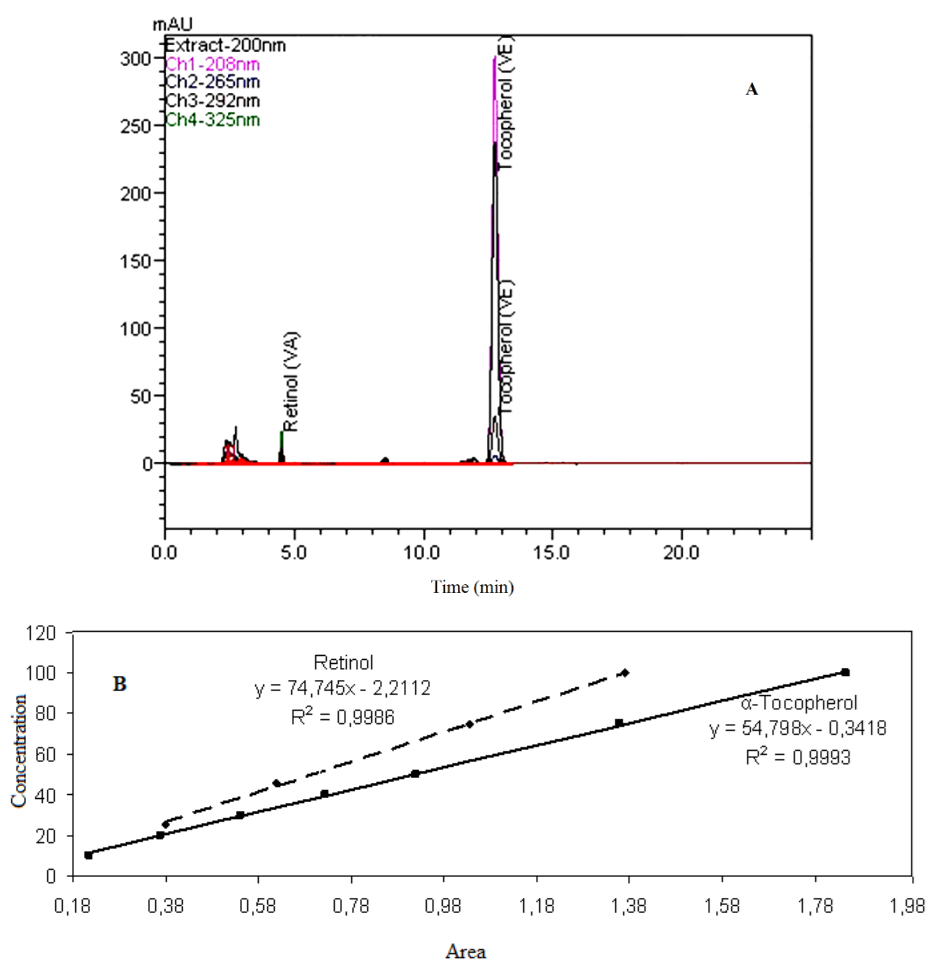 mAU
Extract-200nm
Ch1-208nm
Ch2-265nm
Ch3-292nm
Ch4-325nm
A
300
250
200
150
100
50
0
Tocopherol (VE)
Tocopherol (VE)
Retinol (VA)
0.0 5.0 10.0 15.0 20.0
Time (min)
B
Concentration
120
100
80
60
40
20
0
Retinol
y = 74,745x - 2,2112
R² = 0,9986
α-Tocopherol
y = 54,798x - 0,3418
R² = 0,9993
0,18 0,38 0,58 0,78 0,98 1,18 1,38 1,58 1,78 1,98
Area